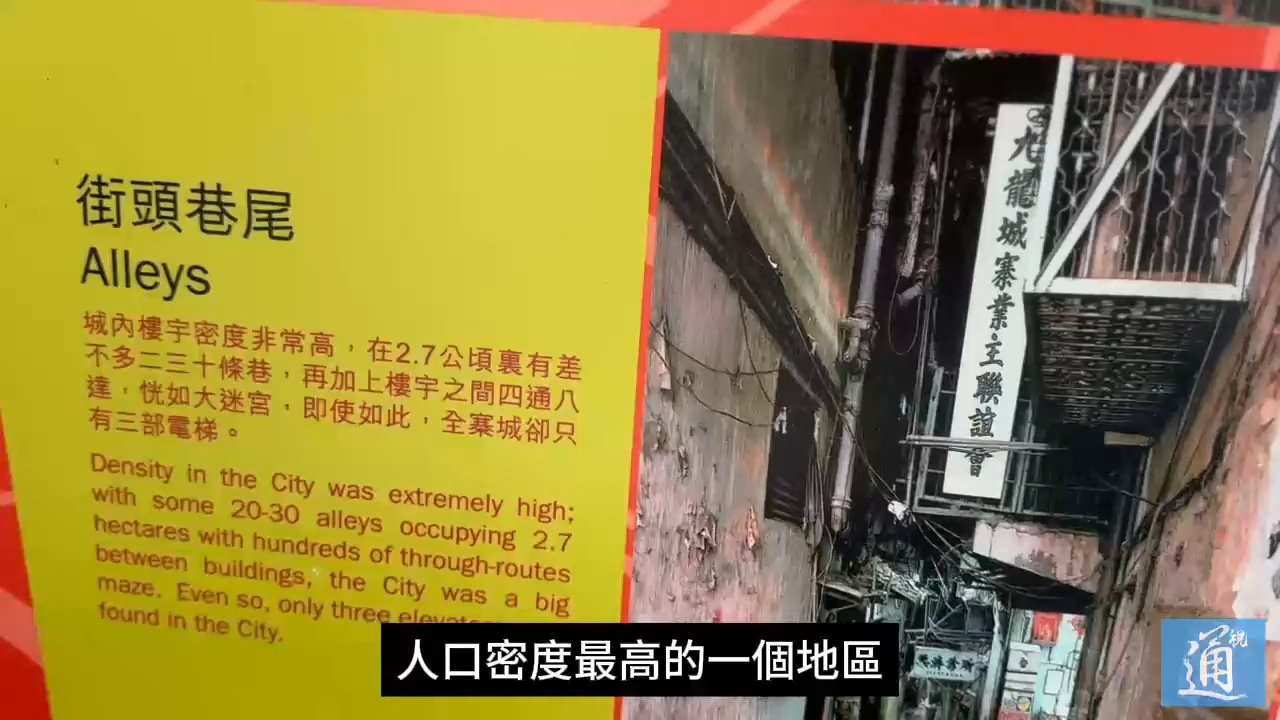 街頭巷尾
Alleys
城內樓宇密度非常高，在2.7公頃裏有差
不多二三十條巷，再加上樓宇之間四通八
達，恍如大迷宮，即使如此，全寨城卻只
有三部電梯。
Density in the City was extremely high;
with some 20-30 alleys occupying 2.7
hectares with hundreds of through-routes
between buildings, the City was a big
maze. Even so, only three
found in the City.
九龍城寨業主聯誼會
人口密度最高的一個地區
通視